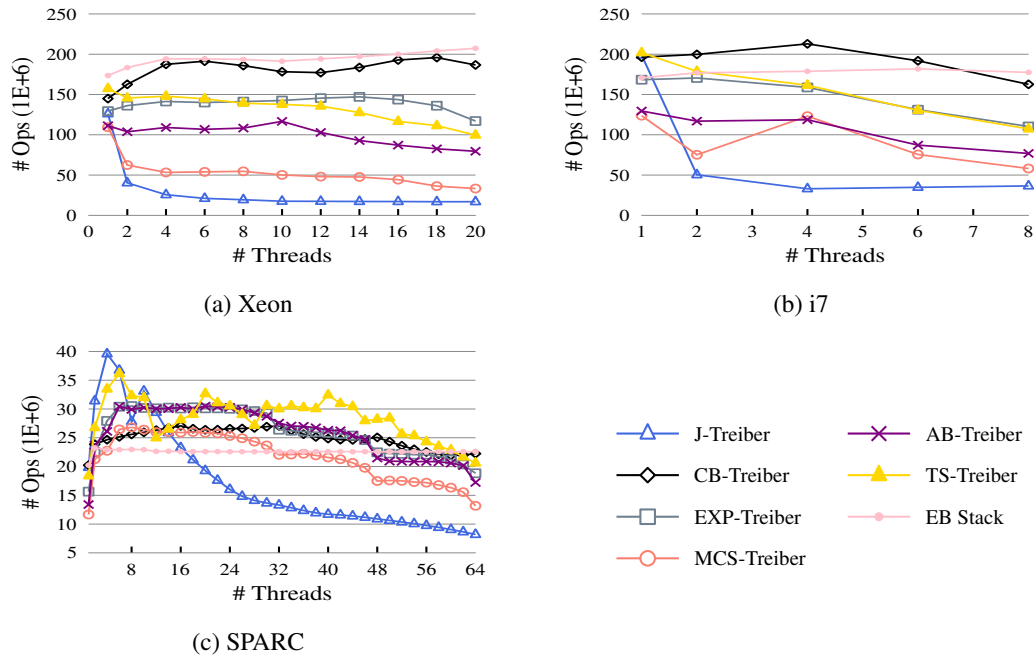 250
200
150
100
50
0
# Ops (1E+6)
0 2 4 6 8 10 12 14 16 18 20
# Threads
(a) Xeon
250
200
150
100
50
0
# Ops (1E+6)
1 2 3 4 5 6 7 8
# Threads
(b) i7
40
35
30
25
20
15
10
5
# Ops (1E+6)
8 16 24 32 40 48 56 64
# Threads
(c) SPARC
J-Treiber
CB-Treiber
EXP-Treiber
MCS-Treiber
AB-Treiber
TS-Treiber
EB Stack